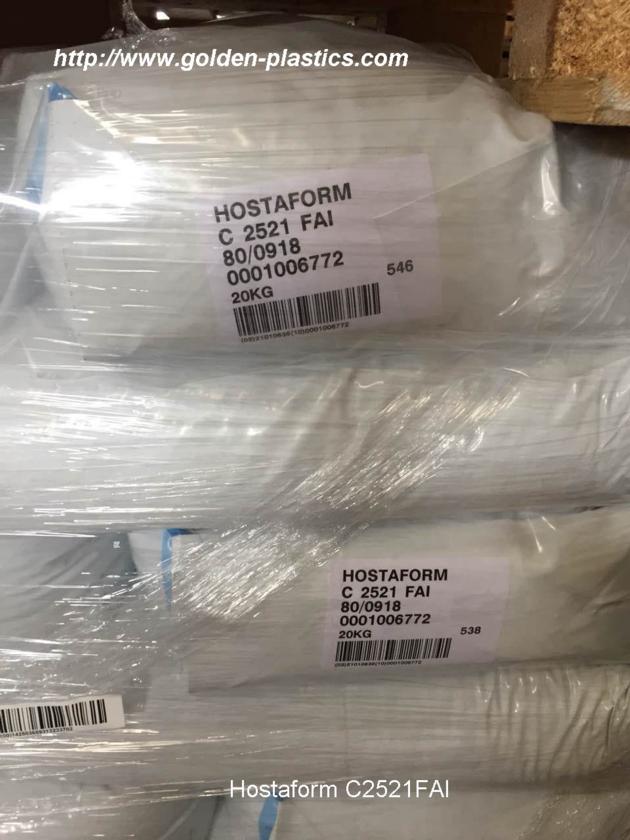 http://www.golden-plastics.com
HOSTAFORM
C 2521 FAI
80/0918
0001006772
20KG
546
HOSTAFORM
C 2521 FAI
80/0918
0001006772
20KG
538
Hostaform C2521FAI